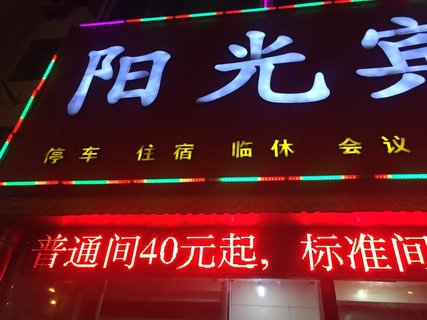 阳光宾
停车 住宿 临休 会议
普通间40元起，标准间